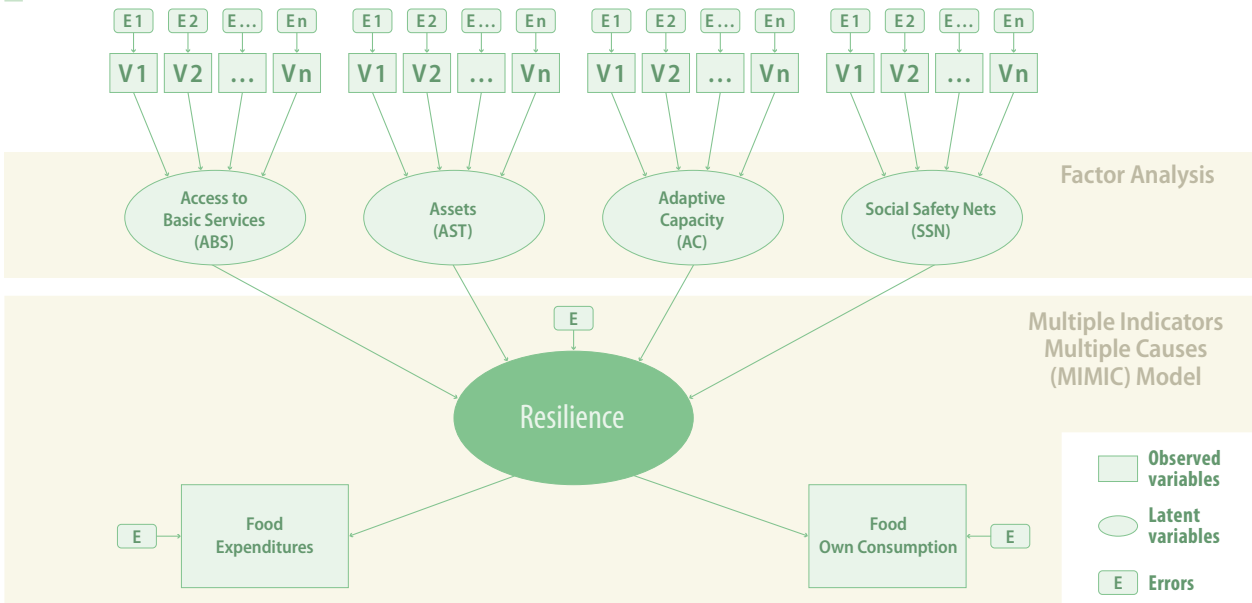 E1 E2 E... En E1 E2 E... En E1 E2 E... En E1 E2 E... En
V1 V2 ... Vn V1 V2 ... Vn V1 V2 ... Vn V1 V2 ... Vn
Factor Analysis
Access to
Basic Services
(ABS)
Assets
(AST)
Adaptive
Capacity
(AC)
Social Safety Nets
(SSN)
E
Multiple Indicators
Multiple Causes
(MIMIC) Model
Resilience
E
Food
Expenditures
Food
Own Consumption
E
Observed
variables
Latent
variables
E Errors